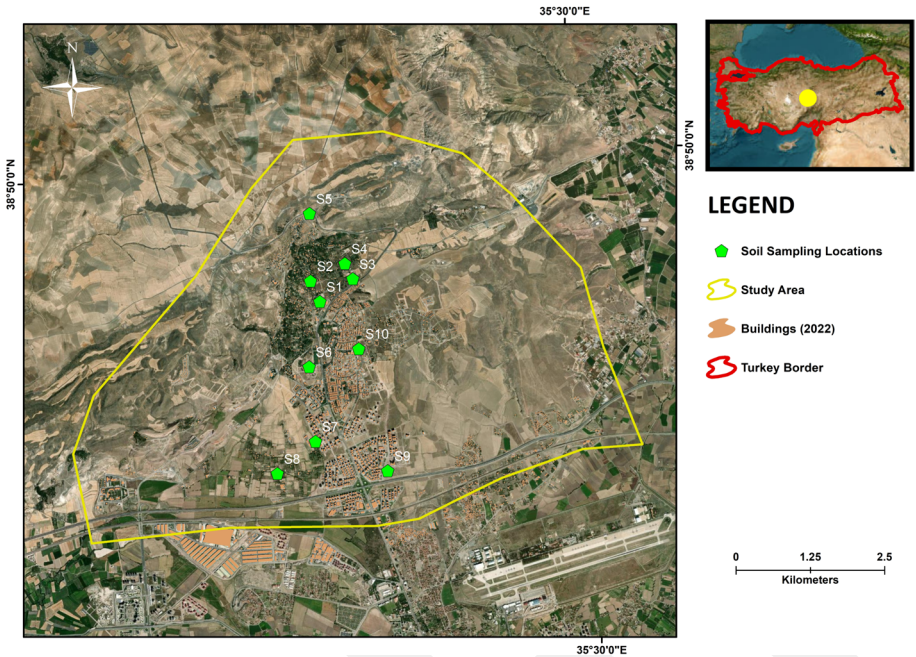 35°30'0"E
N
38°50'0"N
38°50'0"N
S5
S4
S3
S2
S1
S10
S6
S7
S8
S9
35°30'0"E
LEGEND
Soil Sampling Locations
Study Area
Buildings (2022)
Turkey Border
0 1.25 2.5
Kilometers